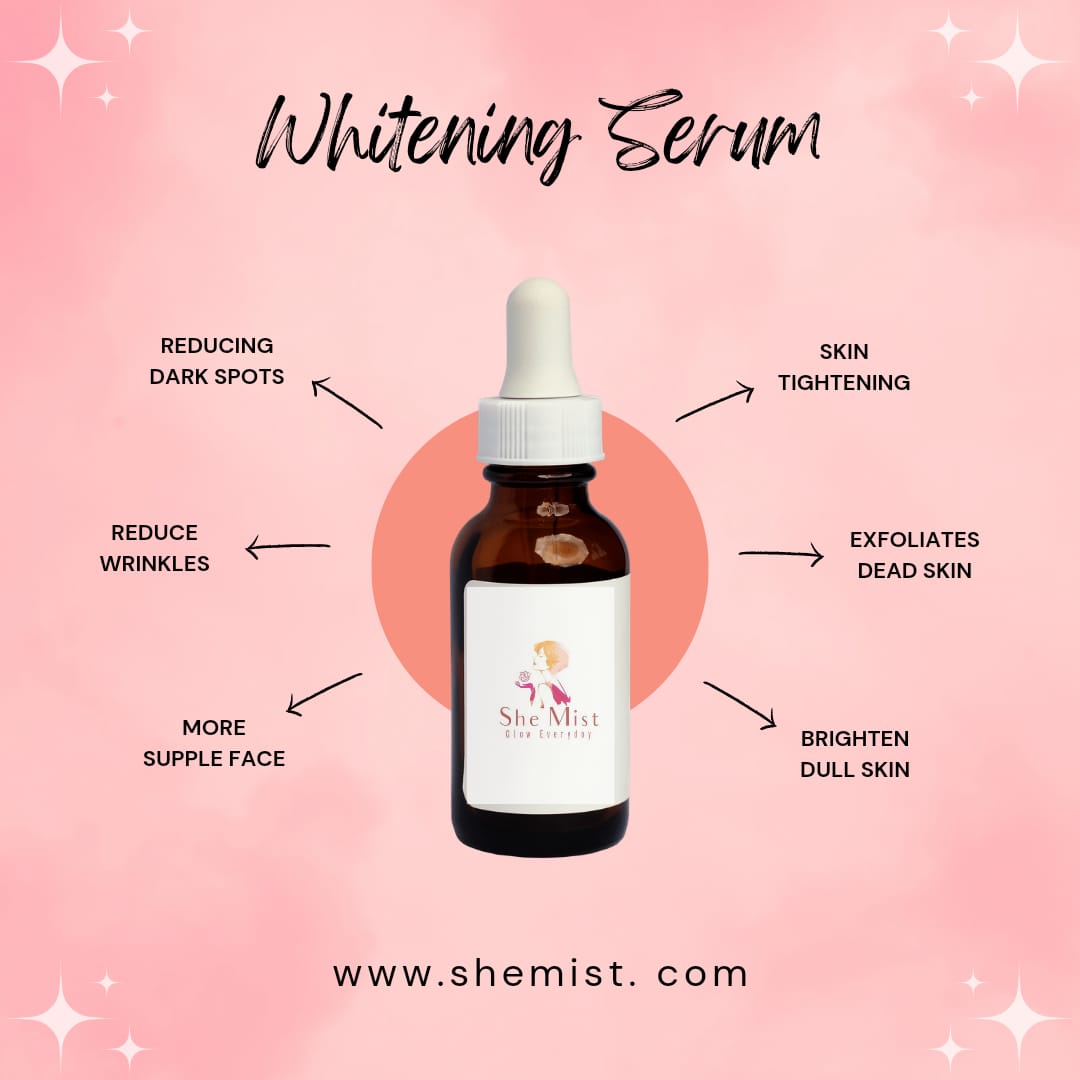 Whitening Serum
REDUCING
DARK SPOTS
SKIN
TIGHTENING
REDUCE
WRINKLES
EXFOLIATES
DEAD SKIN
MORE
SUPPLE FACE
BRIGHTEN
DULL SKIN
She Mist
Glow Everyday
www.shemist. com